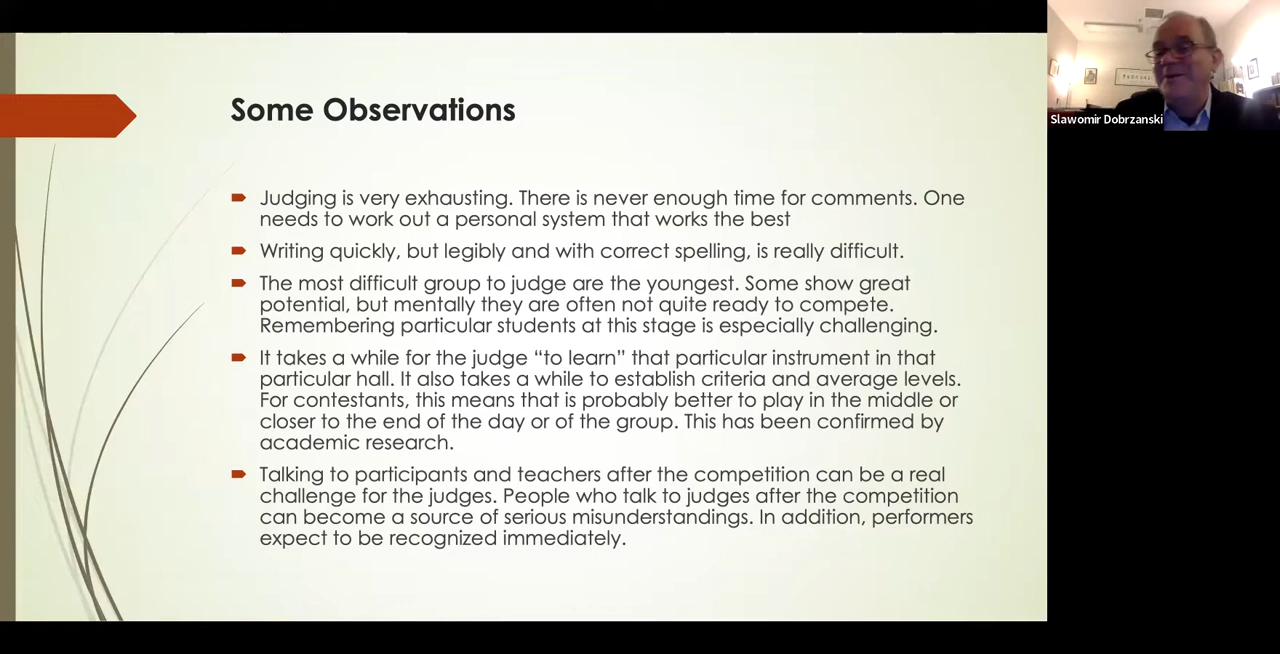 Some Observations
Judging is very exhausting. There is never enough time for comments. One
needs to work out a personal system that works the best
Writing quickly, but legibly and with correct spelling, is really difficult.
The most difficult group to judge are the youngest. Some show great
potential, but mentally they are often not quite ready to compete.
Remembering particular students at this stage is especially challenging.
It takes a while for the judge “to learn” that particular instrument in that
particular hall. It also takes a while to establish criteria and average levels.
For contestants, this means that is probably better to play in the middle or
closer to the end of the day or of the group. This has been confirmed by
academic research.
Talking to participants and teachers after the competition can be a real
challenge for the judges. People who talk to judges after the competition
can become a source of serious misunderstandings. In addition, performers
expect to be recognized immediately.
Slawomir Dobrzanski